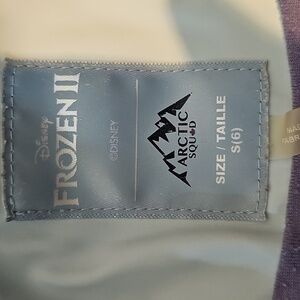 Disney
FROZEN II
©DISNEY
ARCTIC
SQUAD
SIZE / TAILLE
S(6)